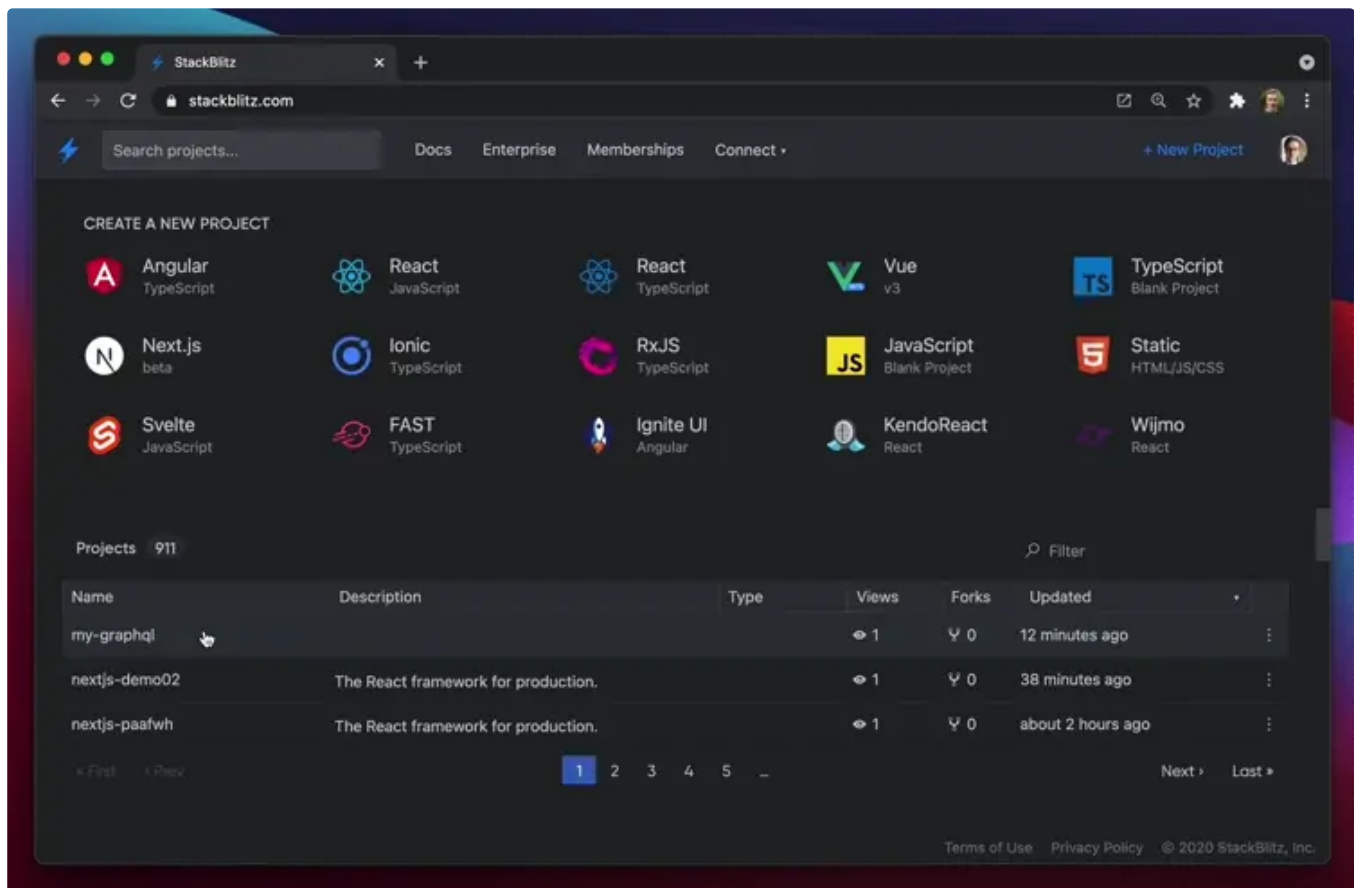 StackBlitz
stackblitz.com
Search projects... Docs Enterprise Memberships Connect + New Project
CREATE A NEW PROJECT
Angular React React Vue TypeScript
TypeScript JavaScript TypeScript v3 Blank Project
TS
Next.js Ionic RxJS JavaScript Static
beta TypeScript TypeScript Blank Project HTML/JS/CSS
N JS 5
Svelte FAST Ignite UI KendoReact Wijmo
JavaScript TypeScript Angular React React
Projects 911 Filter
Name Description Type Views Forks Updated
my-graphql 1 0 12 minutes ago
nextjs-demo02 The React framework for production. 1 0 38 minutes ago
nextjs-paafwh The React framework for production. 1 0 about 2 hours ago
« First ‹ Prev 1 2 3 4 5 ... Next › Last »
Terms of Use Privacy Policy © 2020 StackBlitz, Inc.